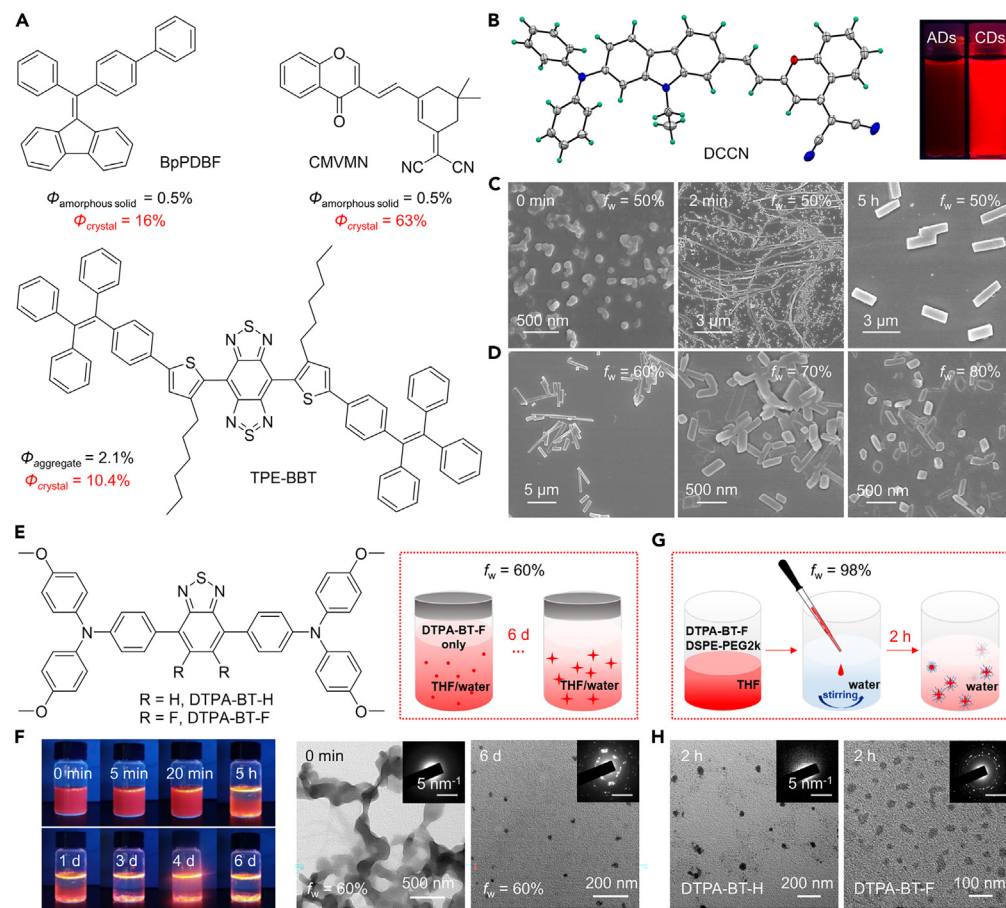 A
BpPDBF
Φamorphous solid = 0.5%
Φcrystal = 16%
O
O
CMVMN
NC CN
Φamorphous solid = 0.5%
Φcrystal = 63%
S
N N
S
S
N N
S
Φaggregate = 2.1%
Φcrystal = 10.4%
TPE-BBT
B
DCCN
ADs CDs
C
0 min fw = 50%
500 nm
2 min fw = 50%
3 μm
5 h fw = 50%
3 μm
D
fw = 60%
5 μm
fw = 70%
500 nm
fw = 80%
500 nm
E
O
O
N
S
N N
N
R R
O
O
R = H, DTPA-BT-H
R = F, DTPA-BT-F
fw = 60%
DTPA-BT-F
only
THF/water
6 d
...
THF/water
F
0 min 5 min 20 min 5 h
1 d 3 d 4 d 6 d
0 min
5 nm-1
fw = 60%
500 nm
6 d
fw = 60%
200 nm
G
fw = 98%
DTPA-BT-F
DSPE-PEG2k
THF
water
stirring
2 h
water
H
2 h
5 nm-1
DTPA-BT-H
200 nm
2 h
DTPA-BT-F
100 nm